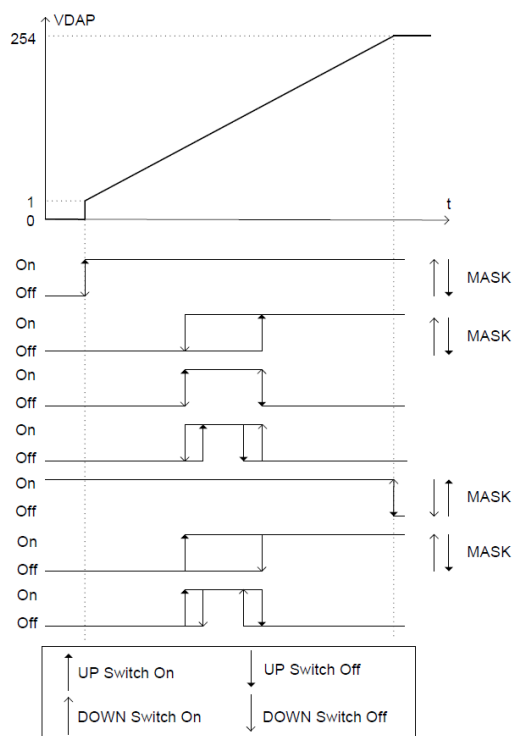 VDAP
254
1
t
0
On
Off
MASK
On
Off
MASK
On
Off
On
Off
On
Off
MASK
On
Off
MASK
On
Off
UP Switch On
UP Switch Off
DOWN Switch On
DOWN Switch Off